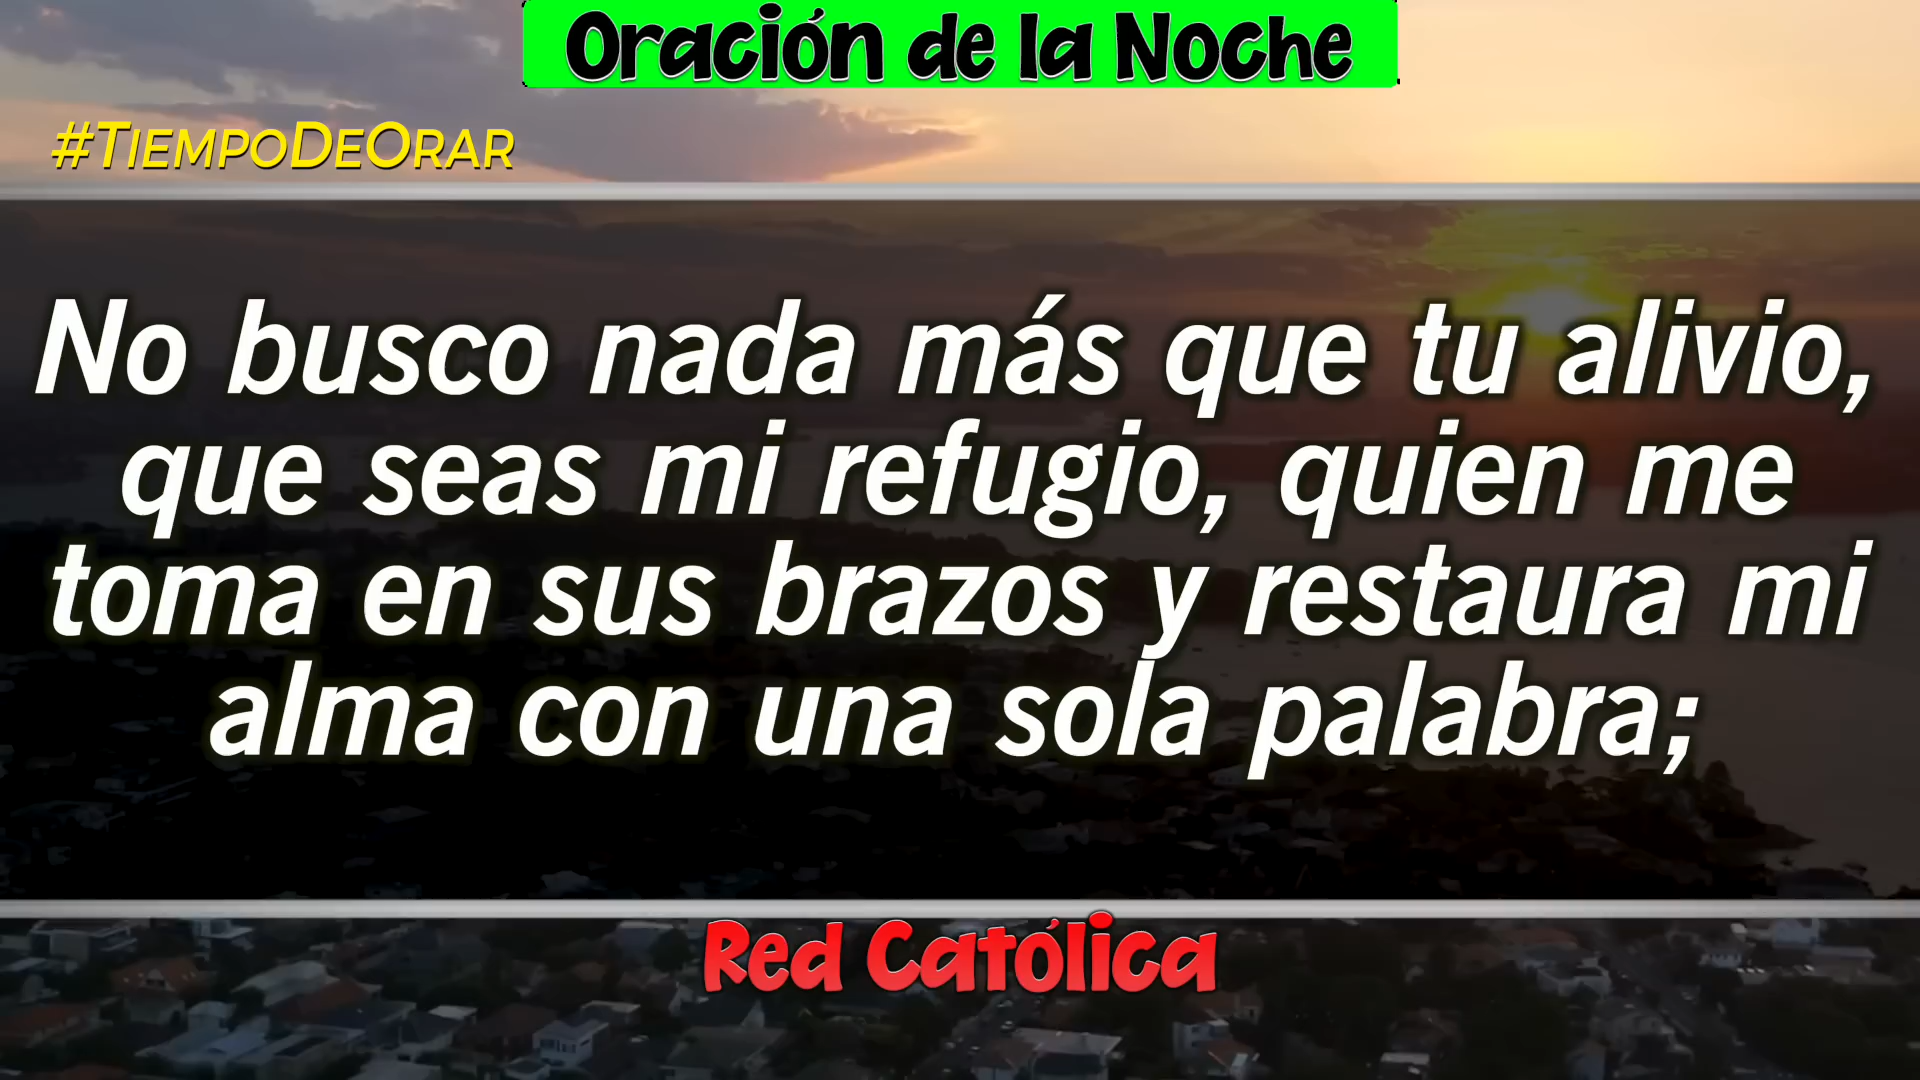 Oración de la Noche
#TiempoDeOrar
No busco nada más que tu alivio,
que seas mi refugio, quien me
toma en sus brazos y restaura mi
alma con una sola palabra;
Red Católica